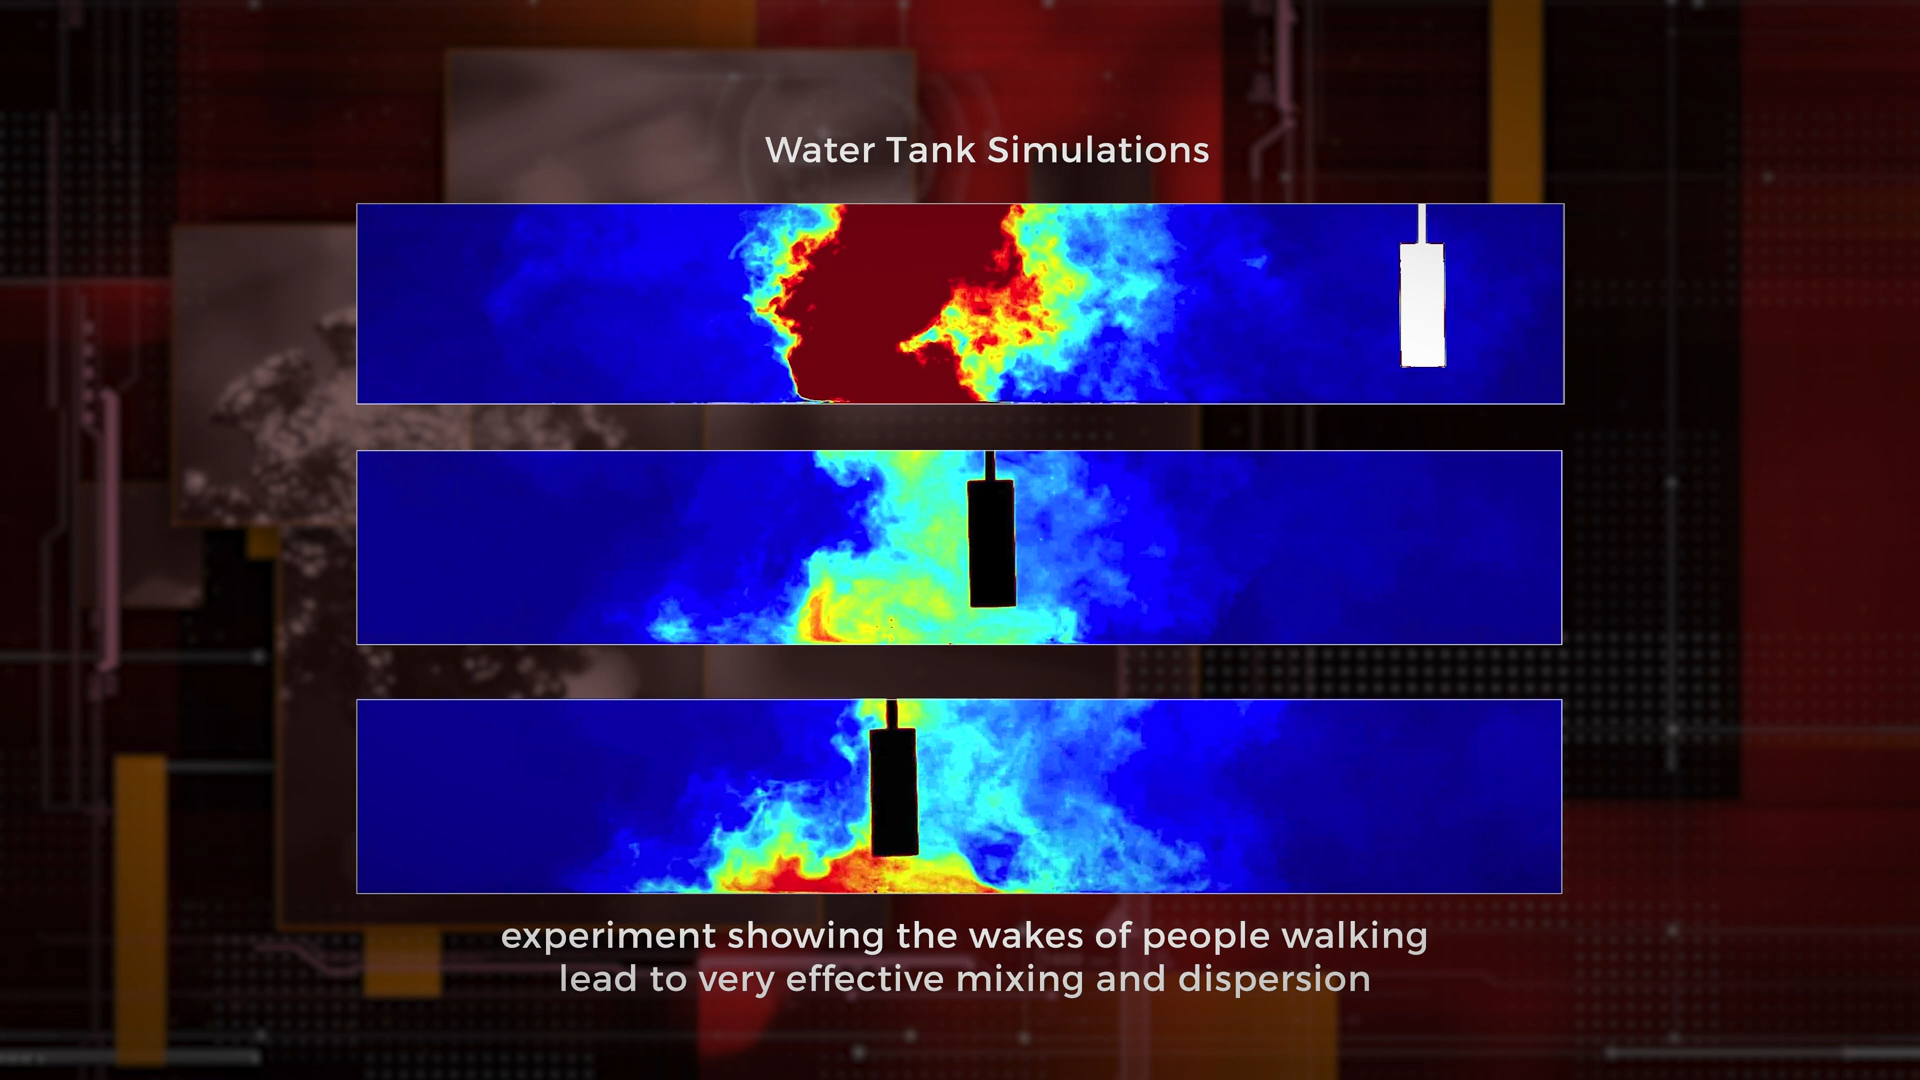 Water Tank Simulations
experiment showing the wakes of people walking
lead to very effective mixing and dispersion